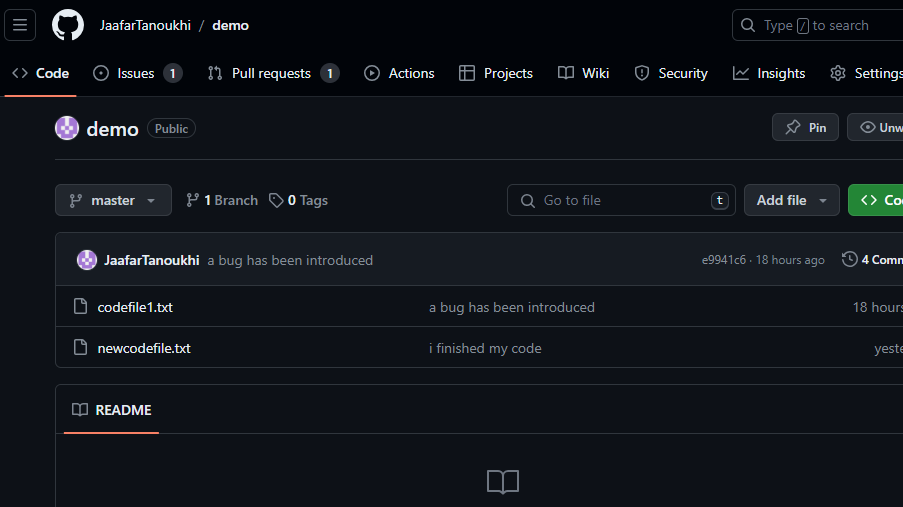 JaafarTanoukhi / demo
Type / to search
Code Issues 1 Pull requests 1 Actions Projects Wiki Security Insights Settings
demo Public
Pin Unw
master 1 Branch 0 Tags Go to file t Add file Co
JaafarTanoukhi a bug has been introduced e9941c6 · 18 hours ago 4 Comm
codefile1.txt a bug has been introduced 18 hours
newcodefile.txt i finished my code yeste
README